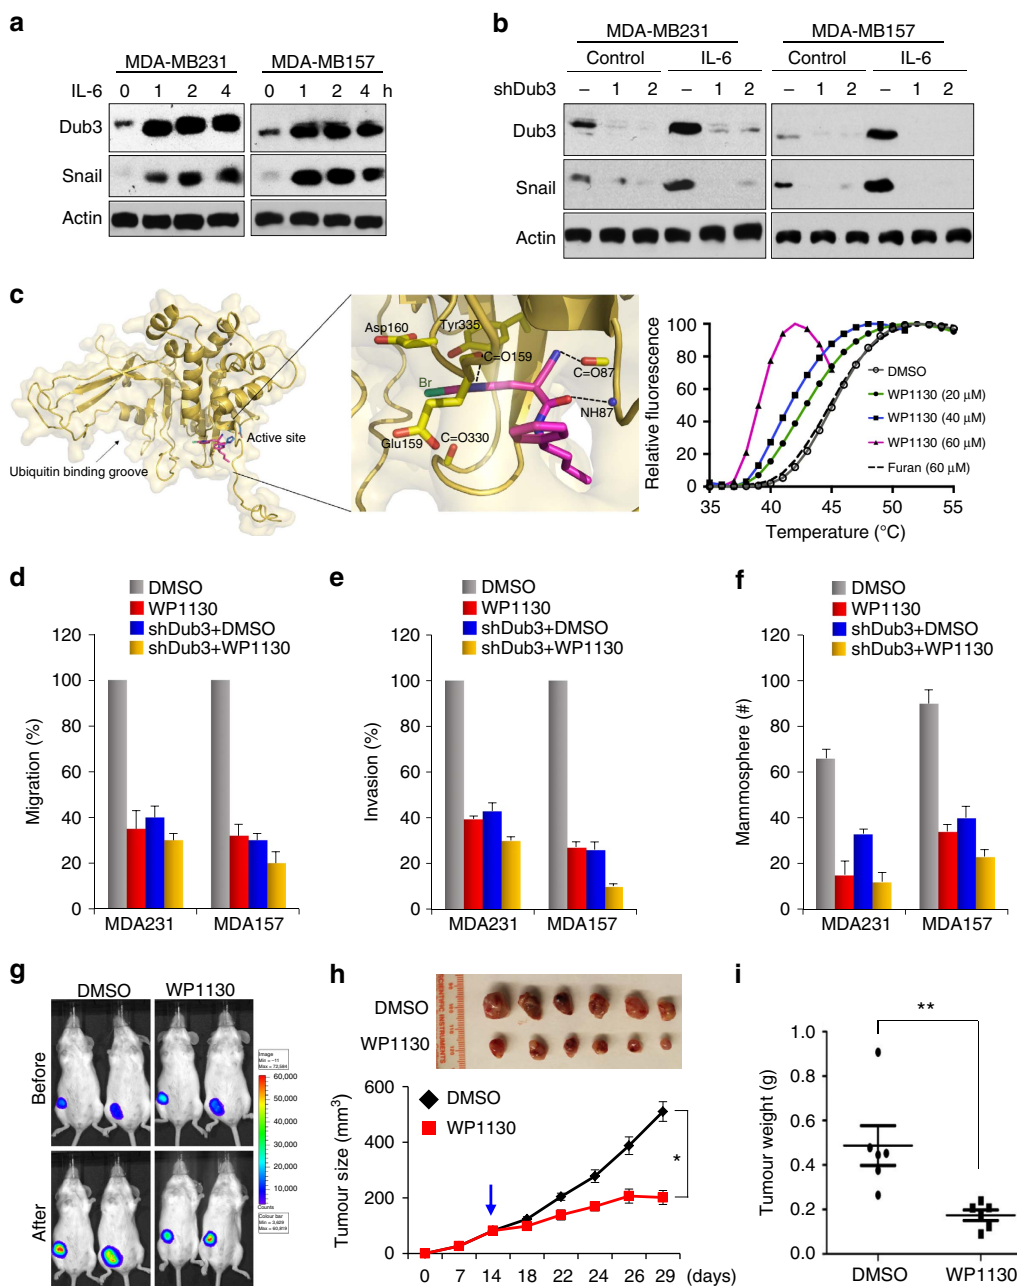 a
MDA-MB231 MDA-MB157
IL-6 0 1 2 4 0 1 2 4 h
Dub3
Snail
Actin
b
MDA-MB231 MDA-MB157
Control IL-6 Control IL-6
shDub3 – 1 2 – 1 2 – 1 2 – 1 2
Dub3
Snail
Actin
c
Ubiquitin binding groove
Active site
Asp160
Tyr335
C=O159
Br
C=O87
NH87
Glu159
C=O330
Relative fluorescence
100
80
60
40
20
0
35 40 45 50 55
Temperature (°C)
DMSO
WP1130 (20 µM)
WP1130 (40 µM)
WP1130 (60 µM)
Furan (60 µM)
d
DMSO
WP1130
shDub3+DMSO
shDub3+WP1130
Migration (%)
120
100
80
60
40
20
0
MDA231 MDA157
e
DMSO
WP1130
shDub3+DMSO
shDub3+WP1130
Invasion (%)
120
100
80
60
40
20
0
MDA231 MDA157
f
DMSO
WP1130
shDub3+DMSO
shDub3+WP1130
Mammosphere (#)
120
100
80
60
40
20
0
MDA231 MDA157
g
DMSO WP1130
Before
After
Image
Min = –11
60,000
50,000
40,000
30,000
20,000
10,000
Counts
Colour bar
h
DMSO
WP1130
Tumour size (mm³)
600
400
200
0
DMSO
WP1130
*
0 7 14 18 22 24 26 29 (days)
i
**
Tumour weight (g)
1.0
0.8
0.6
0.4
0.2
0.0
DMSO WP1130